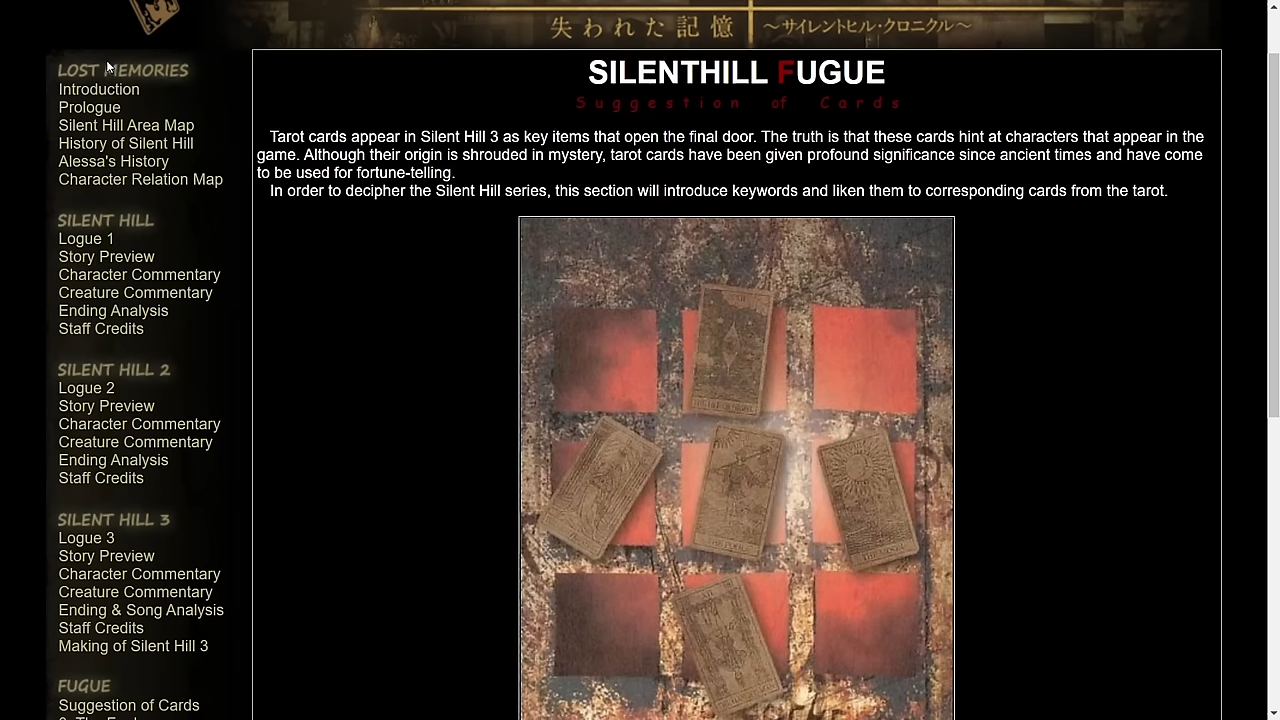 失われた記憶 ～サイレントヒル・クロニクル～
LOST MEMORIES
Introduction
Prologue
Silent Hill Area Map
History of Silent Hill
Alessa's History
Character Relation Map
SILENT HILL
Logue 1
Story Preview
Character Commentary
Creature Commentary
Ending Analysis
Staff Credits
SILENT HILL 2
Logue 2
Story Preview
Character Commentary
Creature Commentary
Ending Analysis
Staff Credits
SILENT HILL 3
Logue 3
Story Preview
Character Commentary
Creature Commentary
Ending & Song Analysis
Staff Credits
Making of Silent Hill 3
FUGUE
Suggestion of Cards
SILENTHILL FUGUE
Suggestion of Cards
Tarot cards appear in Silent Hill 3 as key items that open the final door. The truth is that these cards hint at characters that appear in the
game. Although their origin is shrouded in mystery, tarot cards have been given profound significance since ancient times and have come
to be used for fortune-telling.
In order to decipher the Silent Hill series, this section will introduce keywords and liken them to corresponding cards from the tarot.